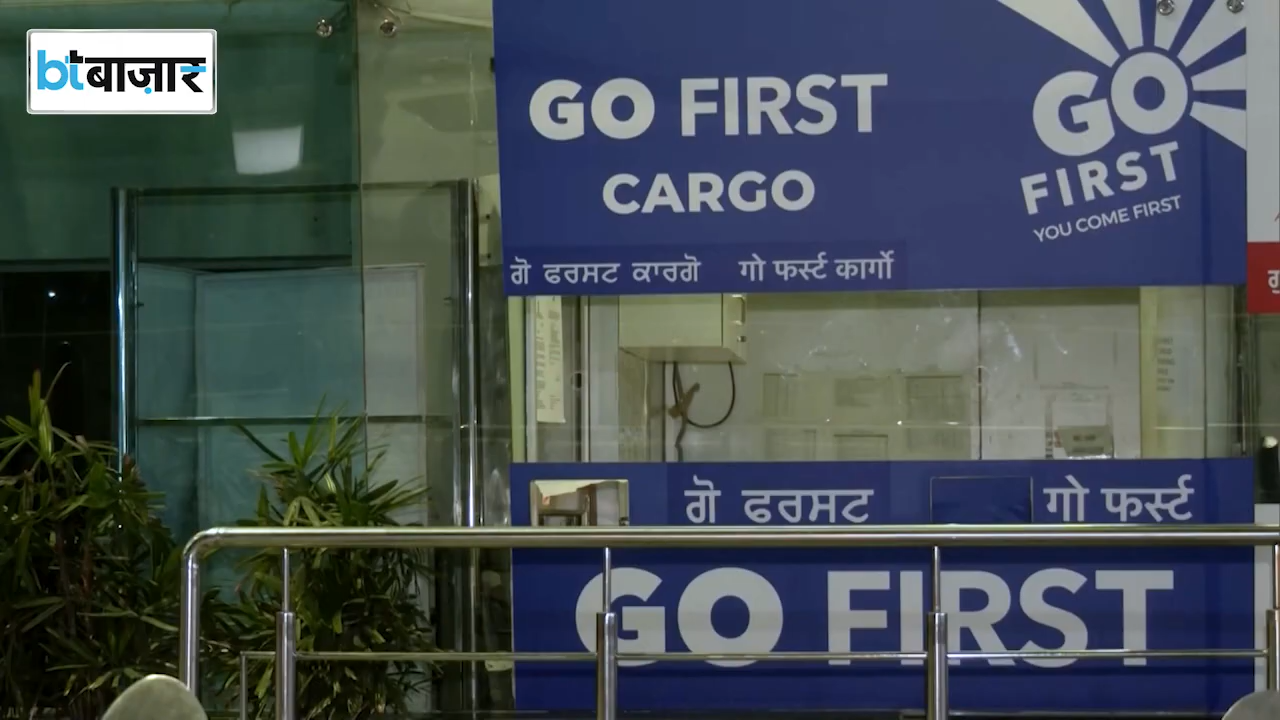 btबाज़ार
GO FIRST
CARGO
ਗੋ ਫਰਸਟ ਕਾਰਗੋ गो फर्स्ट कार्गो
GO
FIRST
YOU COME FIRST
ਗੋ ਫਰਸਟ गो फर्स्ट
GO FIRST